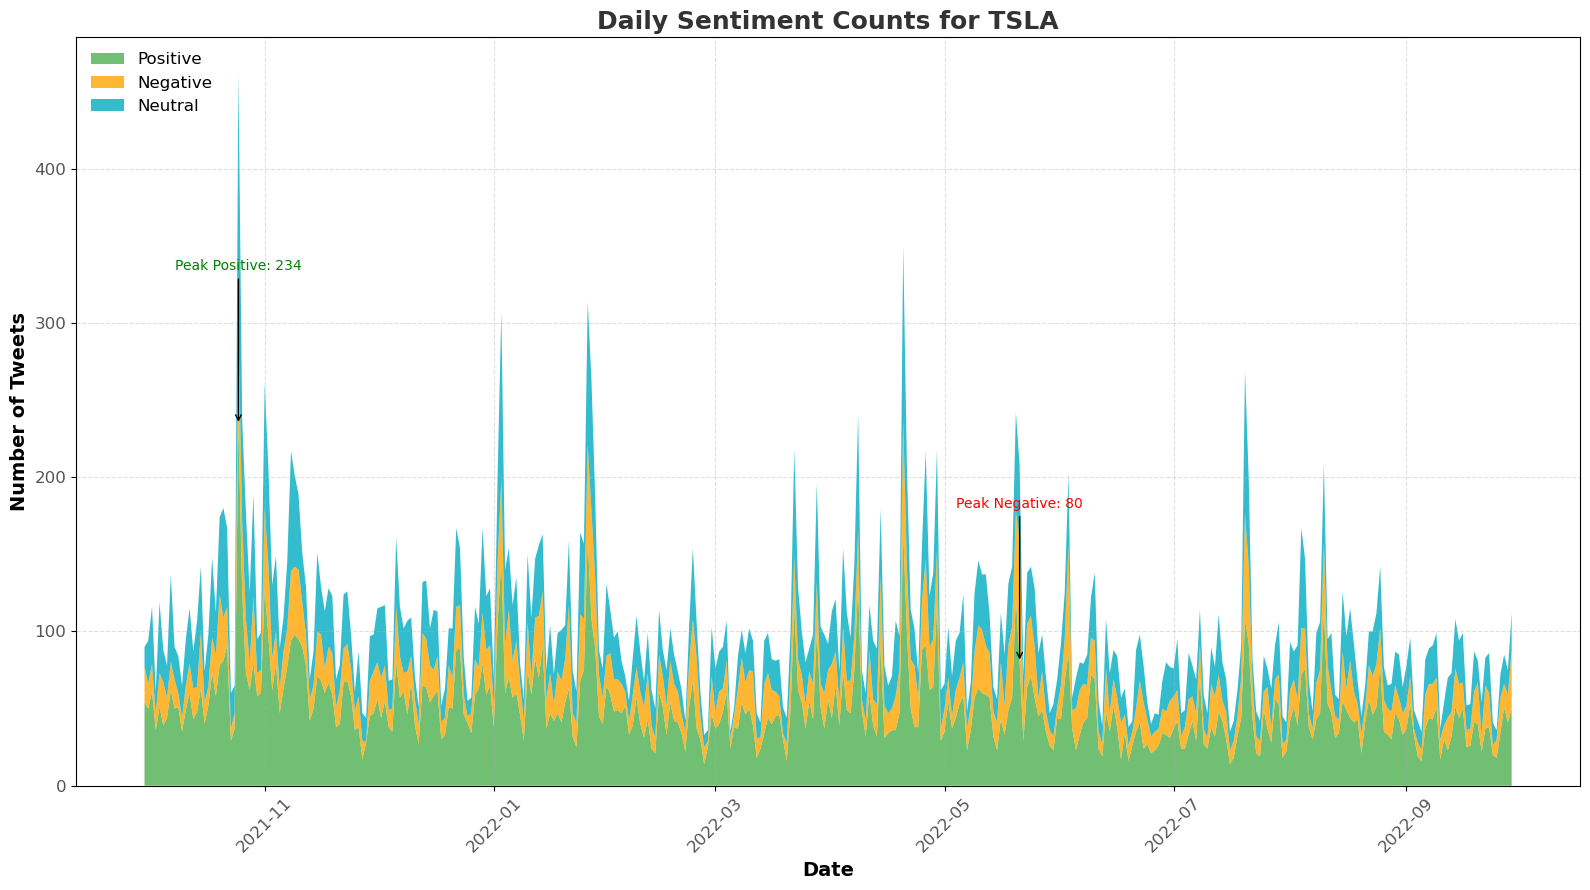 Daily Sentiment Counts for TSLA
Positive
Negative
Neutral
400
300
200
100
0
Number of Tweets
Peak Positive: 234
Peak Negative: 80
2021-11
2022-01
2022-03
2022-05
2022-07
2022-09
Date